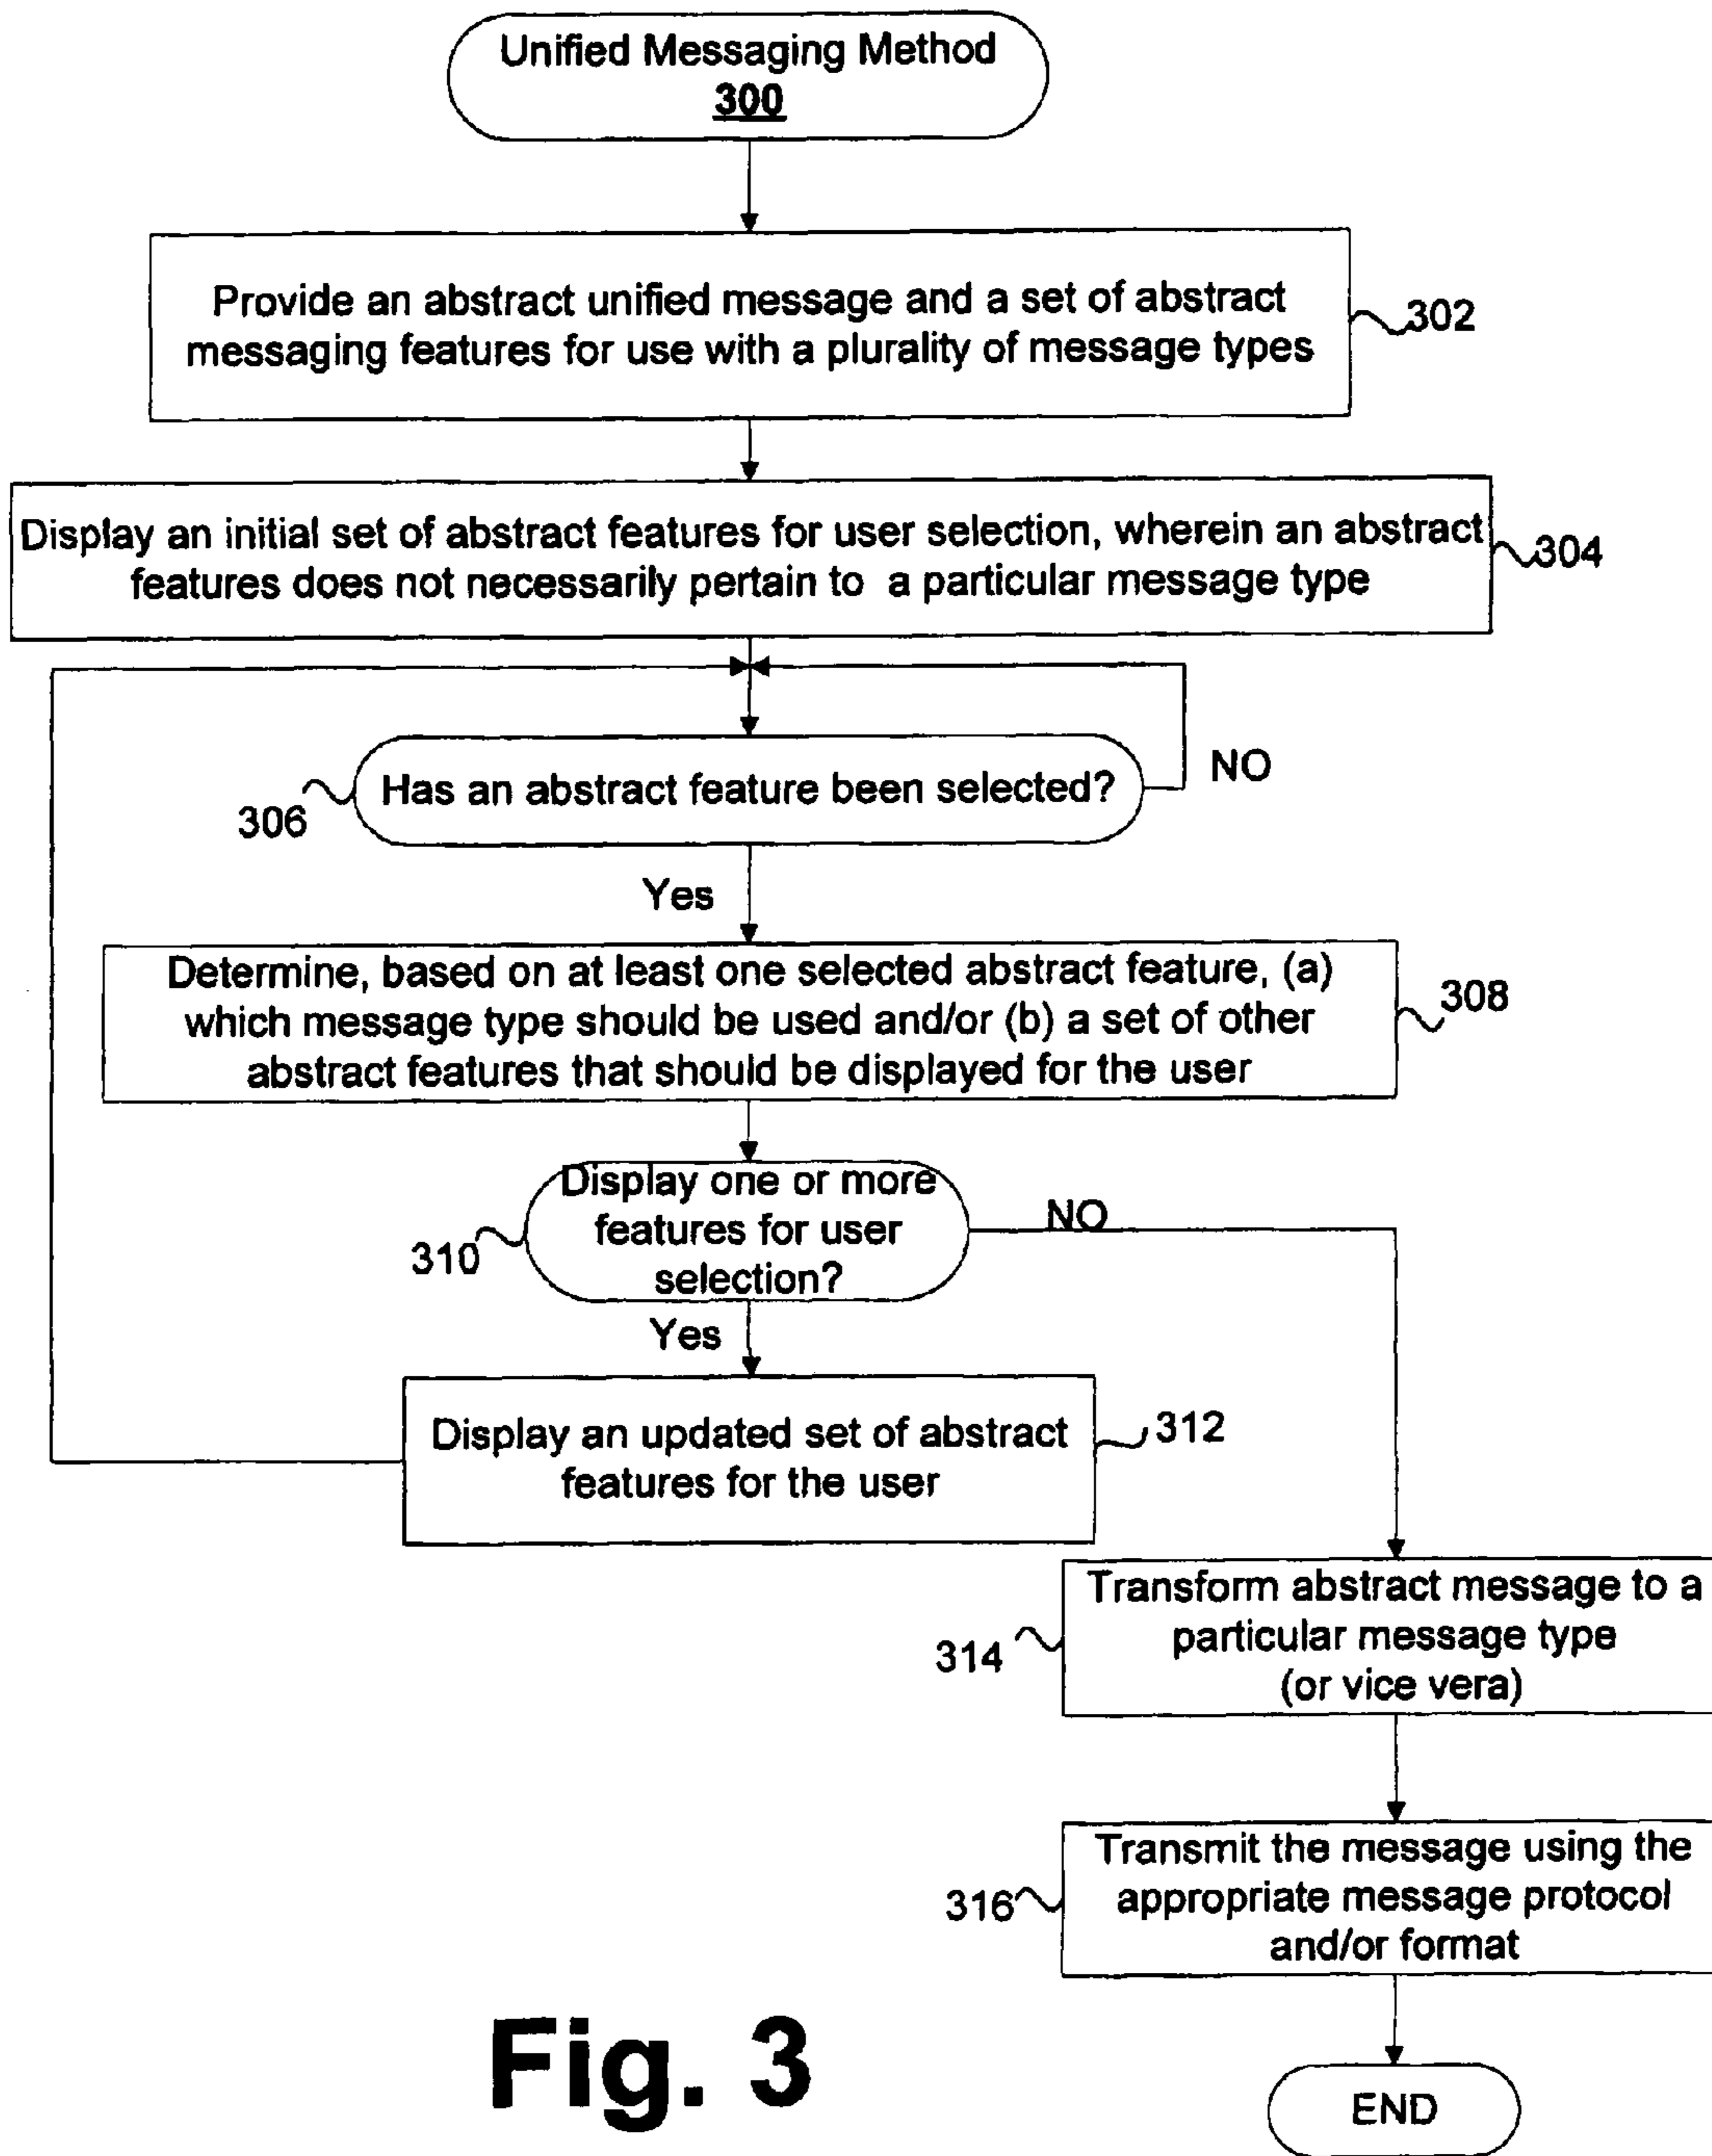 Unified Messaging Method
300
Provide an abstract unified message and a set of abstract
messaging features for use with a plurality of message types
302
Display an initial set of abstract features for user selection, wherein an abstract
features does not necessarily pertain to a particular message type
304
Has an abstract feature been selected?
NO
306
Yes
Determine, based on at least one selected abstract feature, (a)
which message type should be used and/or (b) a set of other
abstract features that should be displayed for the user
308
Display one or more
features for user
selection?
NO
310
Yes
Display an updated set of abstract
features for the user
312
Transform abstract message to a
particular message type
(or vice vera)
314
Transmit the message using the
appropriate message protocol
and/or format
316
END
Fig. 3